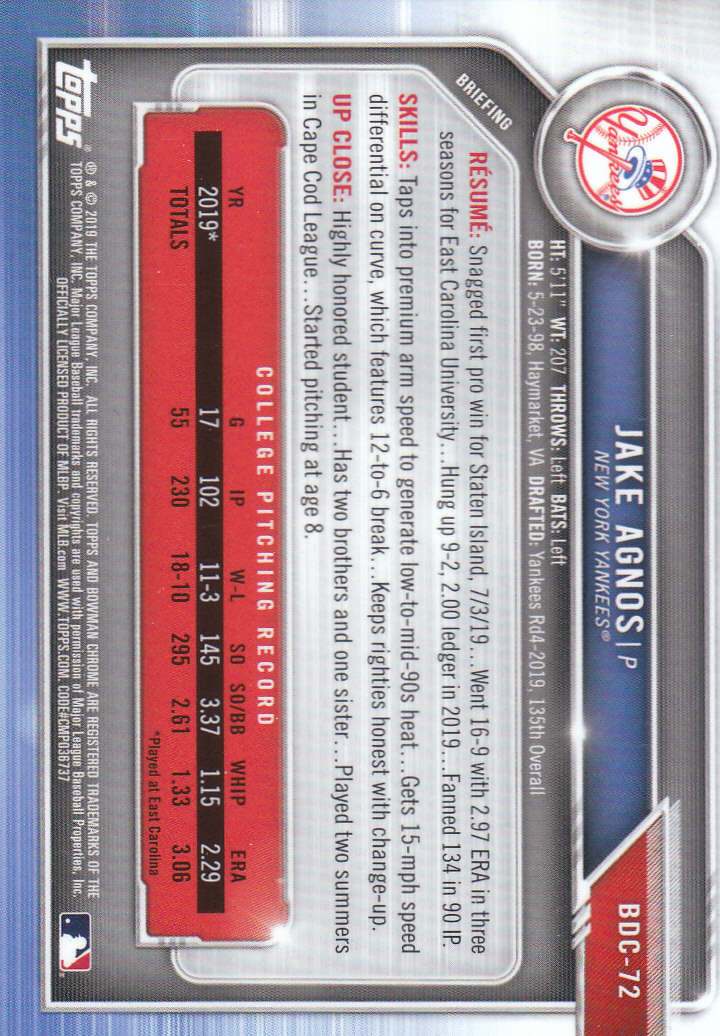 BDC-72
JAKE AGNOS | P
NEW YORK YANKEES®
Yankees
HT: 5'11" WT: 207 THROWS: Left BATS: Left
BORN: 5-23-98, Haymarket, VA DRAFTED: Yankees Rd4-2019, 135th Overall
BRIEFING
RÉSUMÉ: Snagged first pro win for Staten Island, 7/3/19...Went 16-9 with 2.97 ERA in three
seasons for East Carolina University...Hung up 9-2, 2.00 ledger in 2019....Fanned 134 in 90 IP.
SKILLS: Taps into premium arm speed to generate low-to-mid-90s heat....Gets 15-mph speed
differential on curve, which features 12-to-6 break...Keeps righties honest with change-up.
UP CLOSE: Highly honored student....Has two brothers and one sister....Played two summers
in Cape Cod League....Started pitching at age 8.
COLLEGE PITCHING RECORD
YR G IP W-L SO SO/BB WHIP ERA
2019* 17 102 11-3 145 3.37 1.15 2.29
TOTALS 55 230 18-10 295 2.61 1.33 3.06
*Played at East Carolina
topps®
℗ & © 2019 THE TOPPS COMPANY, INC. ALL RIGHTS RESERVED. TOPPS AND BOWMAN CHROME ARE REGISTERED TRADEMARKS OF THE
TOPPS COMPANY, INC. Major League Baseball trademarks and copyrights are used with permission of Major League Baseball Properties, Inc.
OFFICIALLY LICENSED PRODUCT OF MLBP. Visit MLB.com WWW.TOPPS.COM. CODE#CMP036737